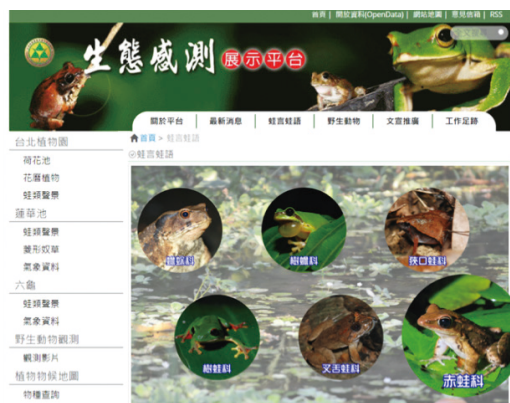 首頁 | 開放資料(OpenData) | 網站地圖 | 意見信箱 | RSS
全文搜尋
生態感測 展示平台
關於平台 | 最新消息 | 蛙言蛙語 | 野生動物 | 文宣推廣 | 工作足跡
首頁 > 蛙言蛙語
蛙言蛙語
台北植物園
荷花池
花曆植物
蛙類聲景
蓮華池
蛙類聲景
菱形奴草
氣象資料
六龜
蛙類聲景
氣象資料
野生動物觀測
觀測影片
植物物候地圖
物種查詢
蟾蜍科
樹蟾科
狹口蛙科
樹蛙科
叉舌蛙科
赤蛙科